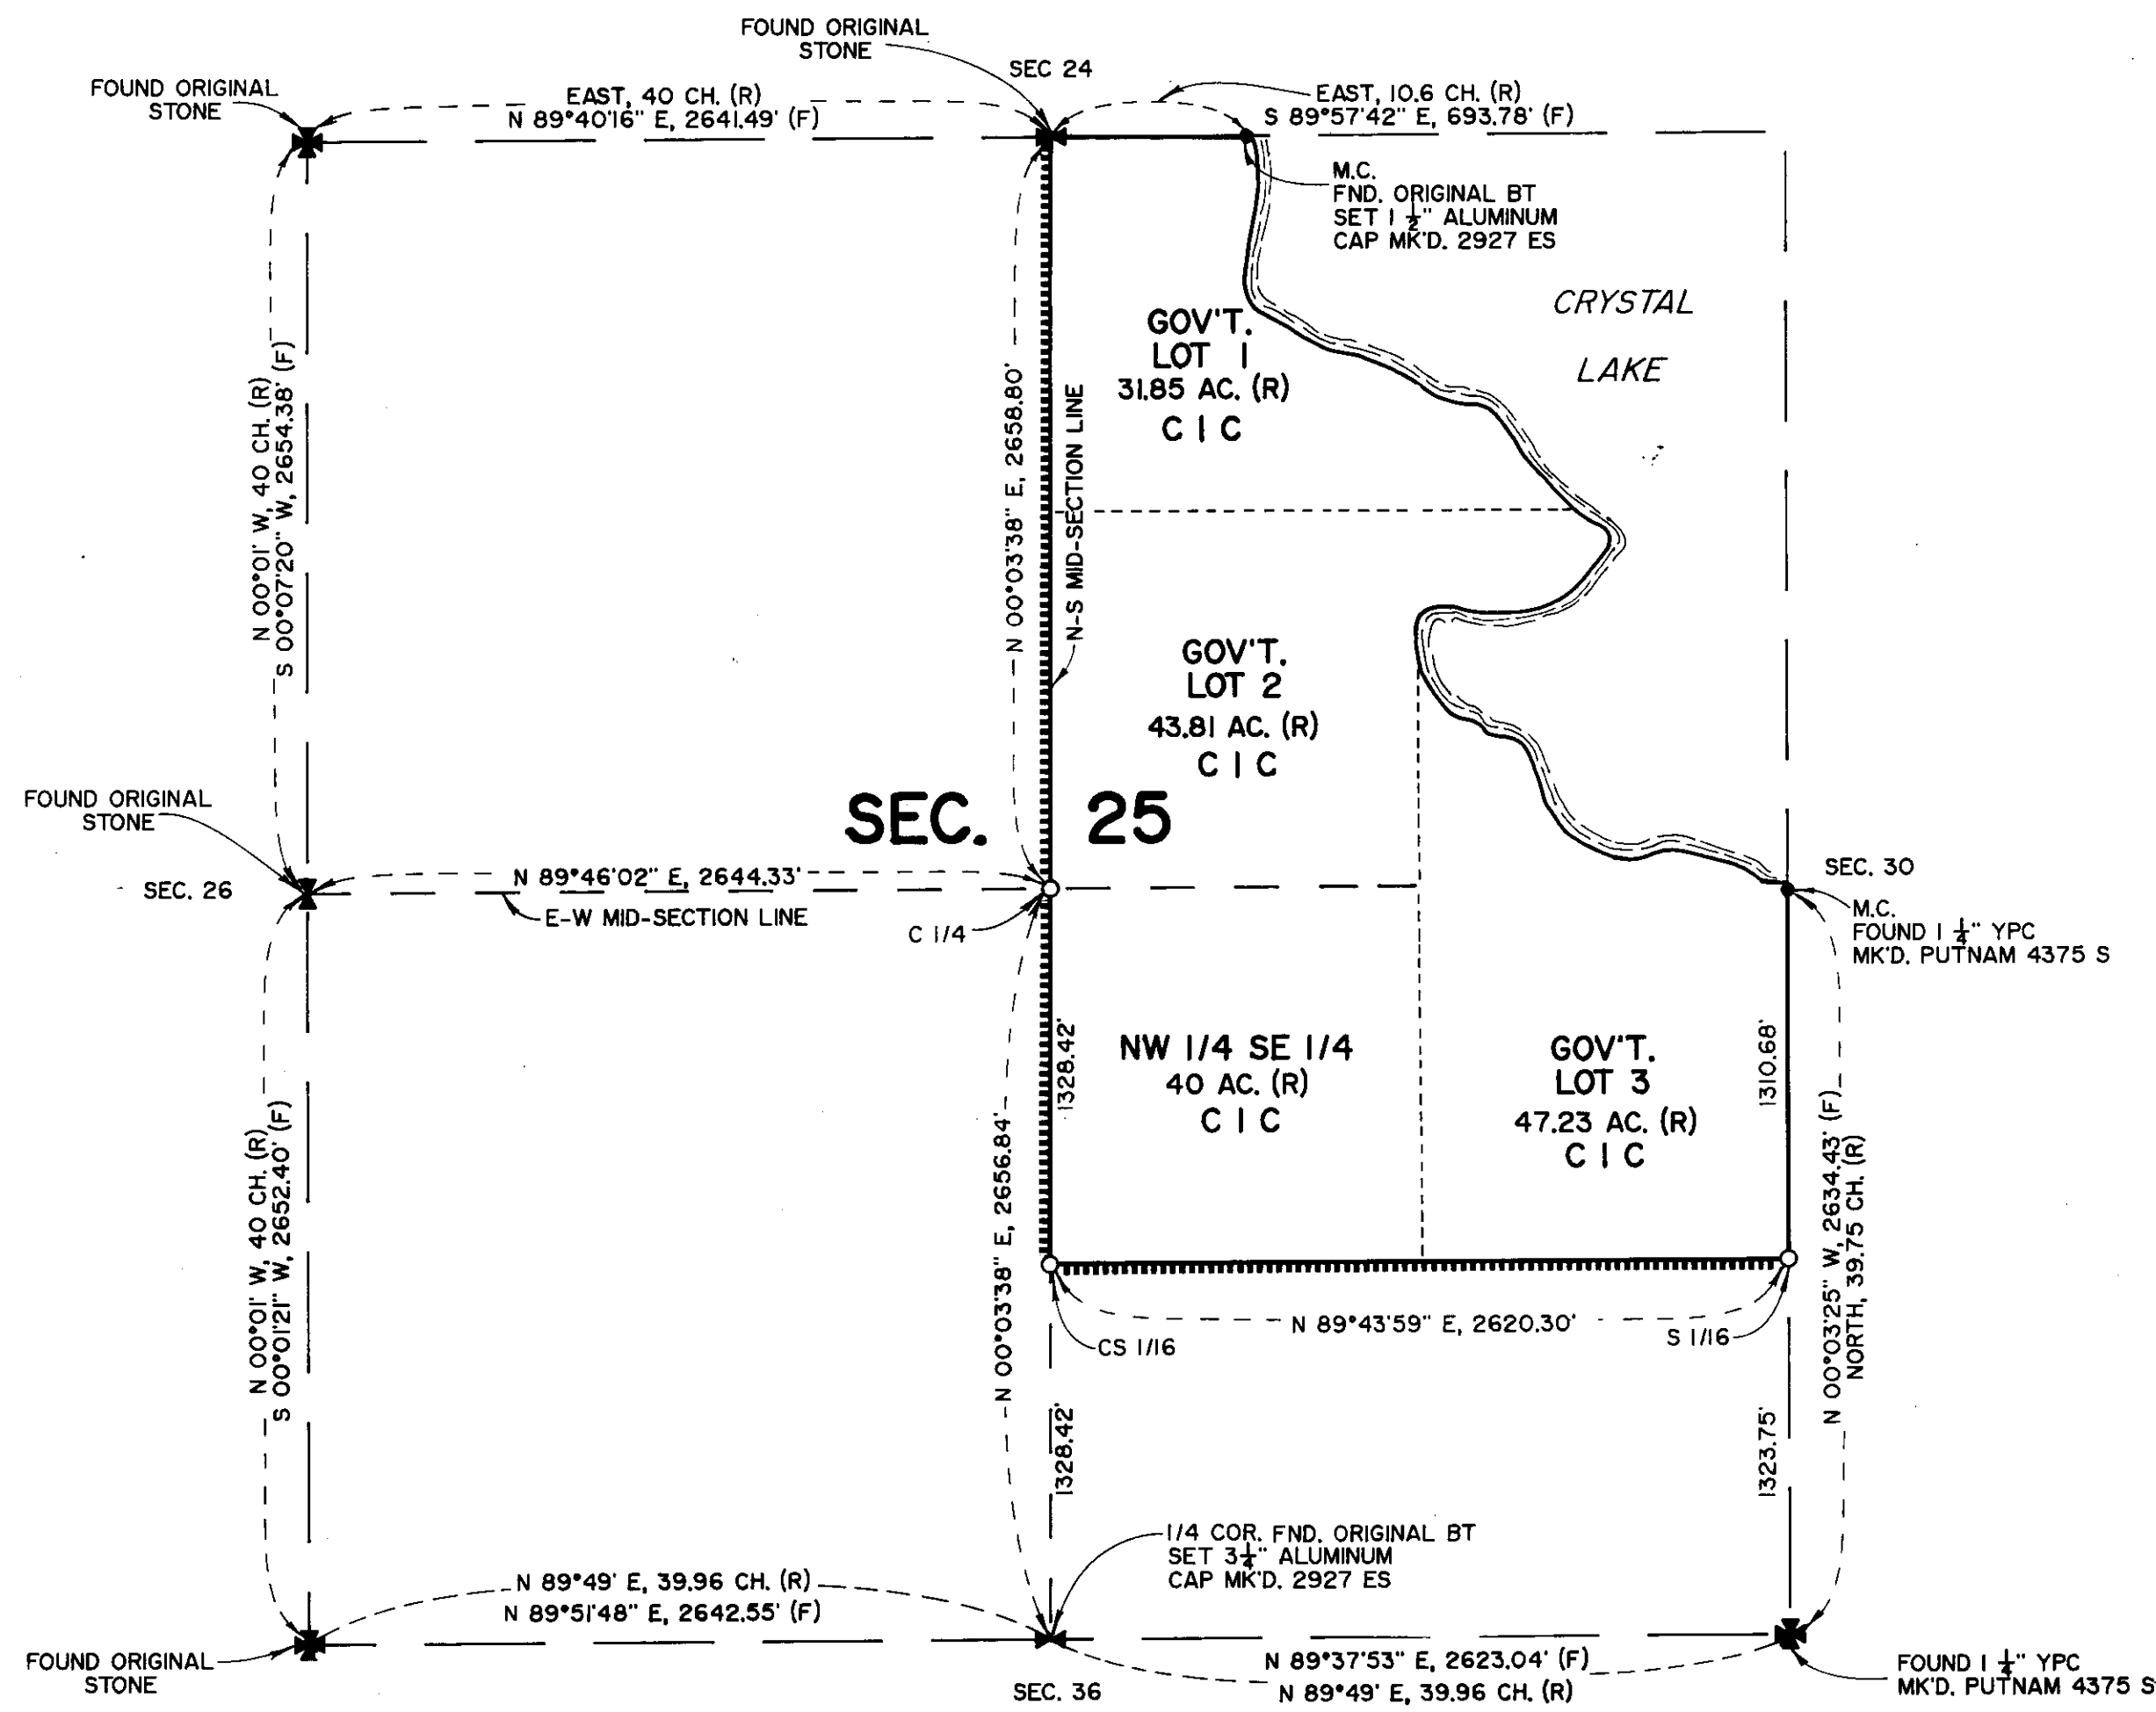 FOUND ORIGINAL
STONE
SEC 24
FOUND ORIGINAL
STONE
EAST, 40 CH. (R)
N 89°40'16" E, 2641.49' (F)
EAST, 10.6 CH. (R)
S 89°57'42" E, 693.78' (F)
M.C.
FND. ORIGINAL BT
SET 1 1/2" ALUMINUM
CAP MK'D. 2927 ES
CRYSTAL
LAKE
GOV'T.
LOT 1
31.85 AC. (R)
C I C
N 00°01' W, 40 CH. (R)
S 00°07'20" W, 2654.38' (F)
N 00°03'38" E, 2658.80'
N-S MID-SECTION LINE
GOV'T.
LOT 2
43.81 AC. (R)
C I C
SEC. 25
FOUND ORIGINAL
STONE
SEC. 26
N 89°46'02" E, 2644.33'
E-W MID-SECTION LINE
C 1/4
SEC. 30
M.C.
FOUND 1 1/4" YPC
MK'D. PUTNAM 4375 S
NW 1/4 SE 1/4
40 AC. (R)
C I C
GOV'T.
LOT 3
47.23 AC. (R)
C I C
1328.42'
1310.68'
N 00°01' W, 40 CH. (R)
S 00°01'21" W, 2652.40' (F)
N 00°03'38" E, 2656.84'
N 00°03'25" W, 2634.43' (F)
NORTH, 39.75 CH. (R)
N 89°43'59" E, 2620.30'
CS 1/16
S 1/16
1328.42'
1323.75'
1/4 COR. FND. ORIGINAL BT
SET 3 1/4" ALUMINUM
CAP MK'D. 2927 ES
N 89°49' E, 39.96 CH. (R)
N 89°51'48" E, 2642.55' (F)
FOUND ORIGINAL
STONE
SEC. 36
N 89°37'53" E, 2623.04' (F)
N 89°49' E, 39.96 CH. (R)
FOUND 1 1/4" YPC
MK'D. PUTNAM 4375 S